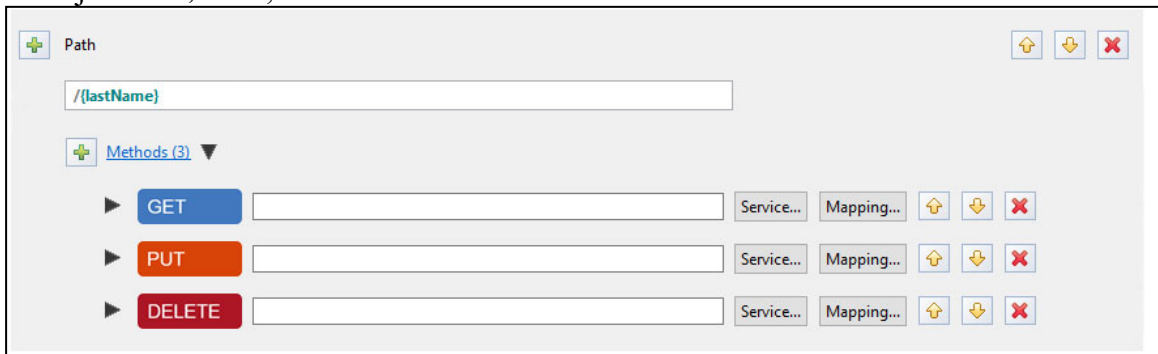 Path
/{lastName}
Methods (3)
GET Service... Mapping...
PUT Service... Mapping...
DELETE Service... Mapping...